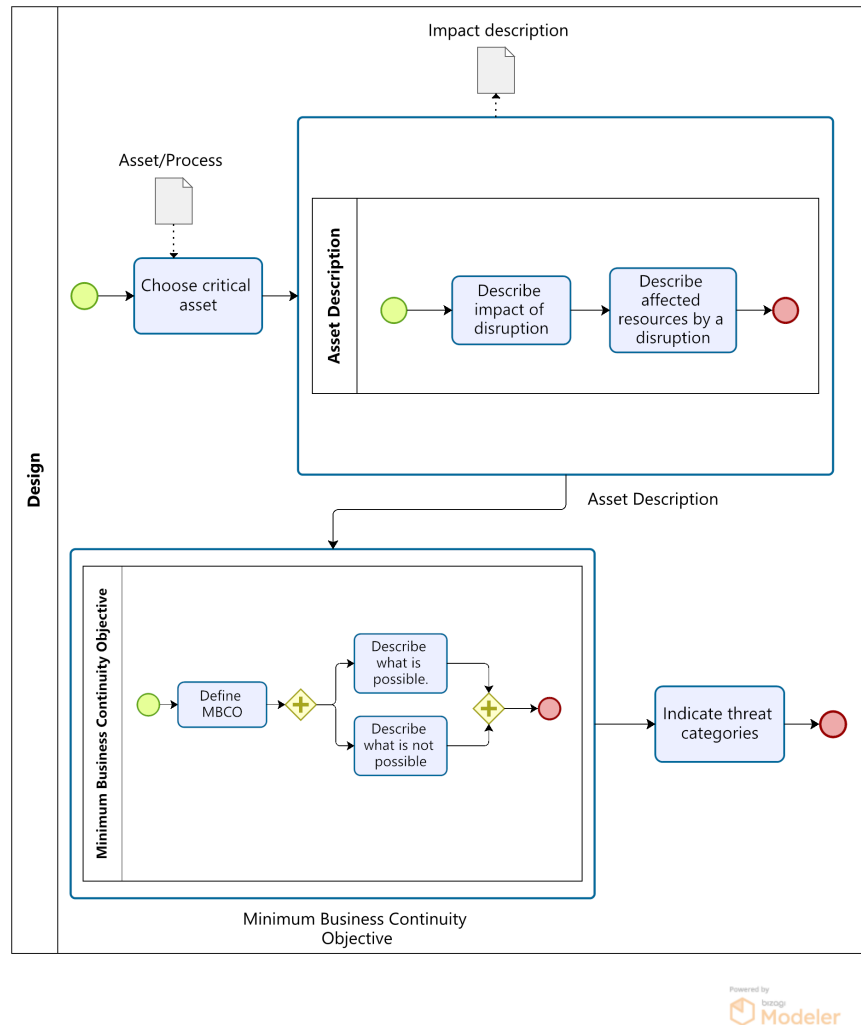 Impact description
Asset/Process
Choose critical
asset
Asset Description
Describe
impact of
disruption
Describe
affected
resources by a
disruption
Design
Asset Description
Minimum Business Continuity Objective
Define
MBCO
Describe
what is
possible.
Describe
what is not
possible
Indicate threat
categories
Minimum Business Continuity
Objective
Powered by
bizagi
Modeler